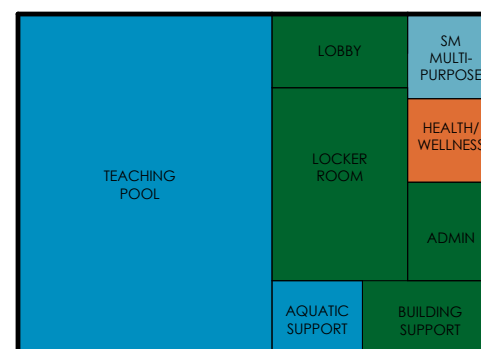 LOBBY
SM
MULTI-
PURPOSE
HEALTH/
WELLNESS
TEACHING
POOL
LOCKER
ROOM
ADMIN
AQUATIC
SUPPORT
BUILDING
SUPPORT